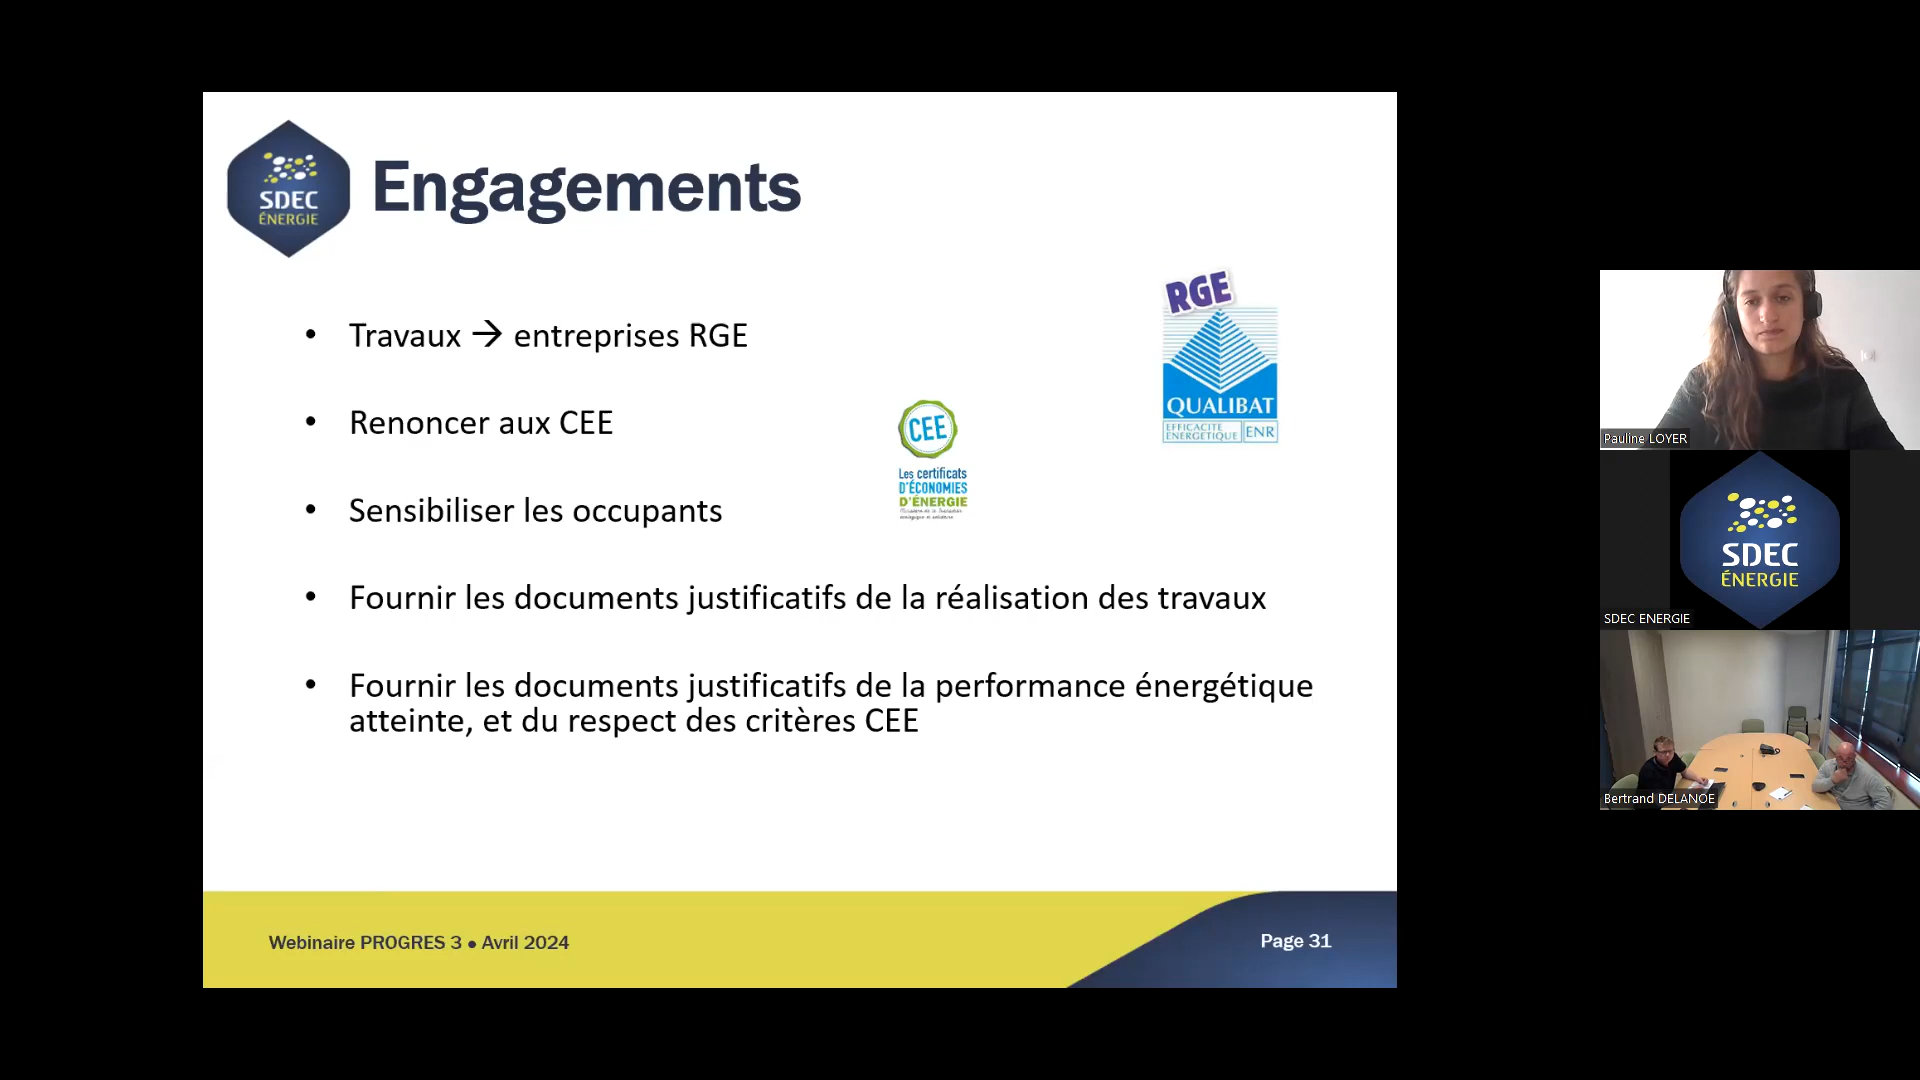 SDEC
ÉNERGIE
Engagements
RGE
QUALIBAT
EFFICACITÉ
ÉNERGÉTIQUE
ENR
• Travaux → entreprises RGE
• Renoncer aux CEE
CEE
Les certificats
D'ÉCONOMIES
D'ÉNERGIE
• Sensibiliser les occupants
• Fournir les documents justificatifs de la réalisation des travaux
• Fournir les documents justificatifs de la performance énergétique
atteinte, et du respect des critères CEE
Webinaire PROGRES 3 • Avril 2024
Page 31
Pauline LOYER
SDEC
ÉNERGIE
SDEC ENERGIE
Bertrand DELANOE